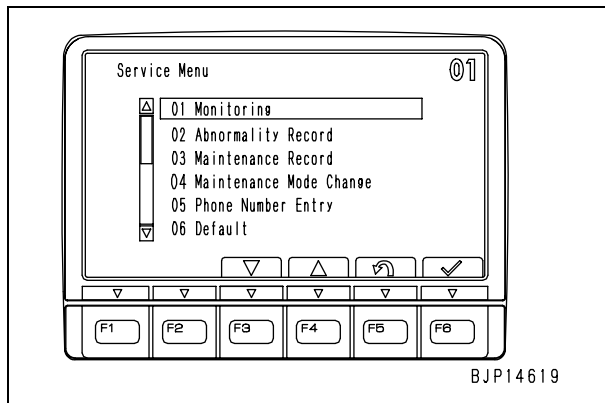 Service Menu 01
01 Monitoring
02 Abnormality Record
03 Maintenance Record
04 Maintenance Mode Change
05 Phone Number Entry
06 Default
F1 F2 F3 F4 F5 F6
BJP14619